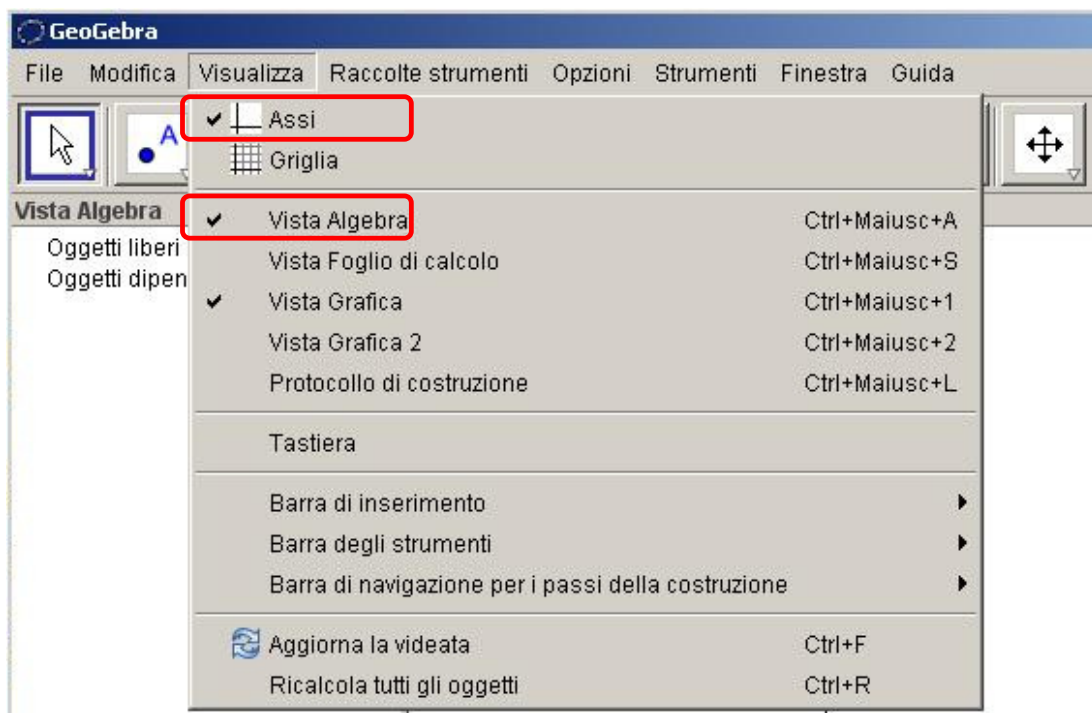 GeoGebra
File Modifica Visualizza Raccolte strumenti Opzioni Strumenti Finestra Guida
A
Assi
Griglia
Vista Algebra
Oggetti liberi
Oggetti dipen
Vista Algebra Ctrl+Maiusc+A
Vista Foglio di calcolo Ctrl+Maiusc+S
Vista Grafica Ctrl+Maiusc+1
Vista Grafica 2 Ctrl+Maiusc+2
Protocollo di costruzione Ctrl+Maiusc+L
Tastiera
Barra di inserimento
Barra degli strumenti
Barra di navigazione per i passi della costruzione
Aggiorna la videata Ctrl+F
Ricalcola tutti gli oggetti Ctrl+R